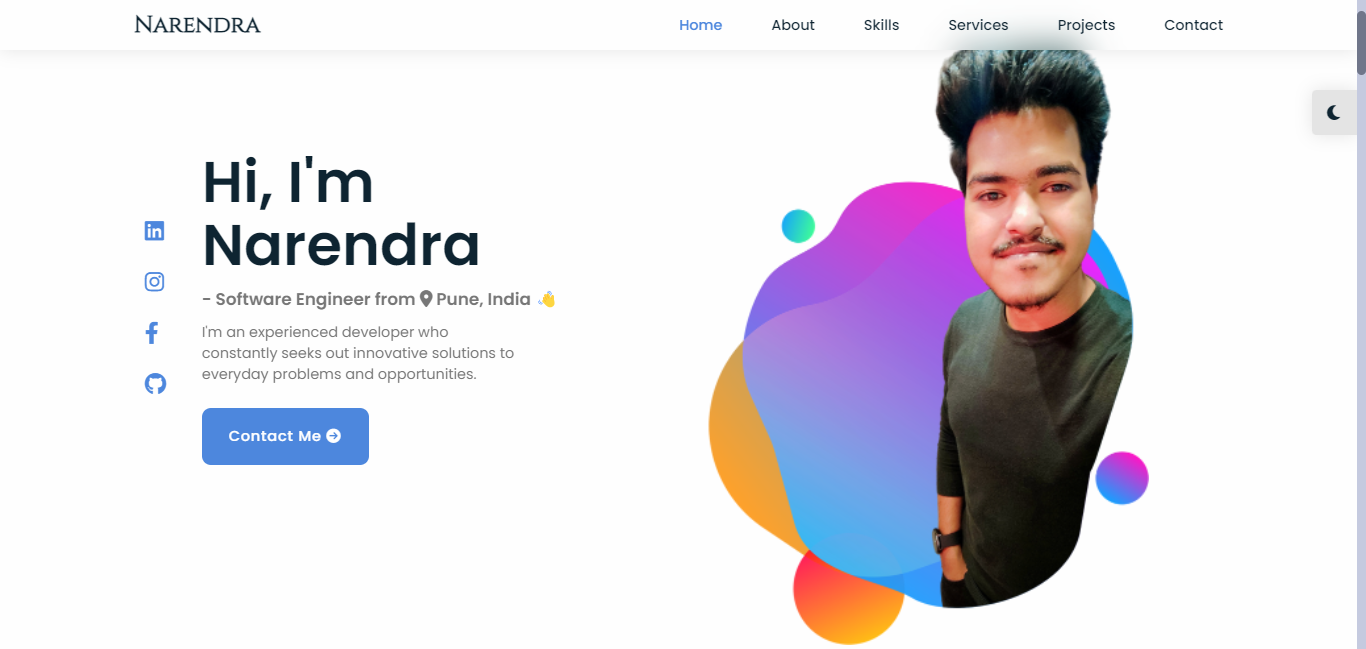 NARENDRA
Home About Skills Services Projects Contact
Hi, I'm
Narendra
- Software Engineer from Pune, India 👋
I'm an experienced developer who
constantly seeks out innovative solutions to
everyday problems and opportunities.
Contact Me